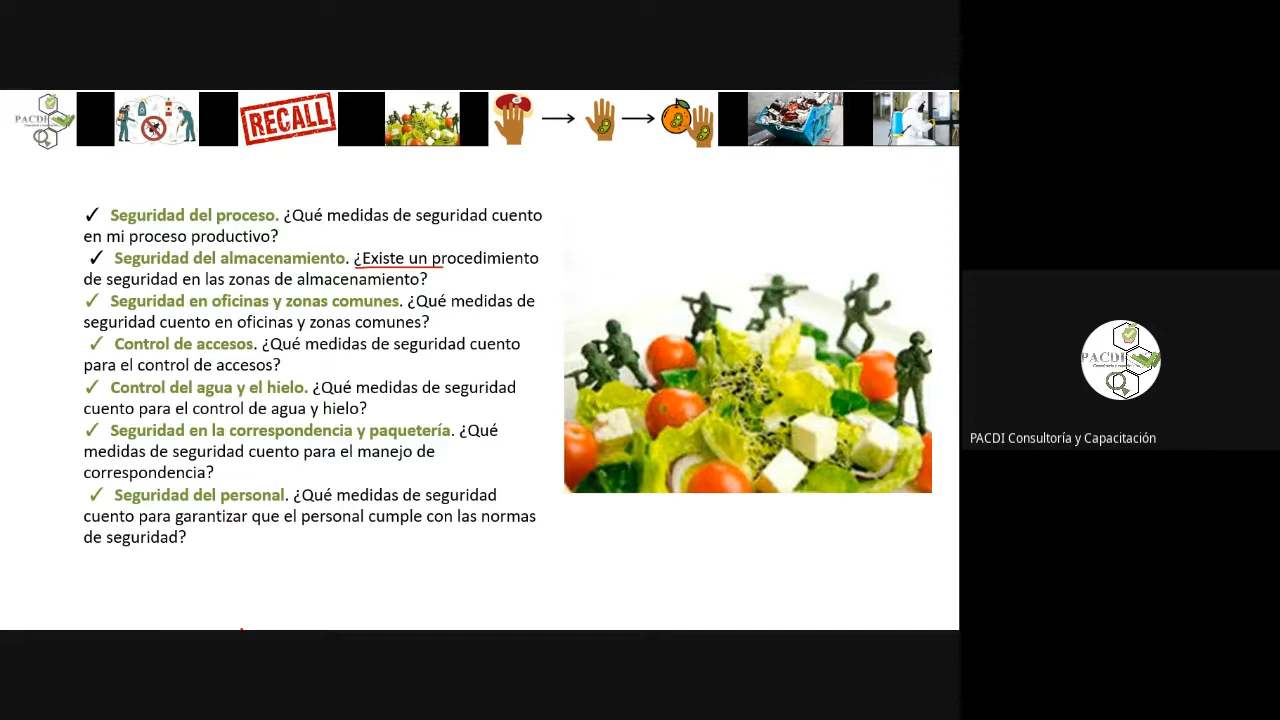 PACDI
RECALL
✓ Seguridad del proceso. ¿Qué medidas de seguridad cuento
en mi proceso productivo?
✓ Seguridad del almacenamiento. ¿Existe un procedimiento
de seguridad en las zonas de almacenamiento?
✓ Seguridad en oficinas y zonas comunes. ¿Qué medidas de
seguridad cuento en oficinas y zonas comunes?
✓ Control de accesos. ¿Qué medidas de seguridad cuento
para el control de accesos?
✓ Control del agua y el hielo. ¿Qué medidas de seguridad
cuento para el control de agua y hielo?
✓ Seguridad en la correspondencia y paquetería. ¿Qué
medidas de seguridad cuento para el manejo de
correspondencia?
✓ Seguridad del personal. ¿Qué medidas de seguridad
cuento para garantizar que el personal cumple con las normas
de seguridad?
PACDI
PACDI Consultoría y Capacitación